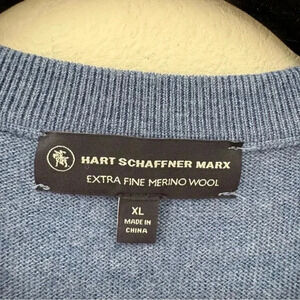 HART SCHAFFNER MARX
EXTRA FINE MERINO WOOL
XL
MADE IN
CHINA